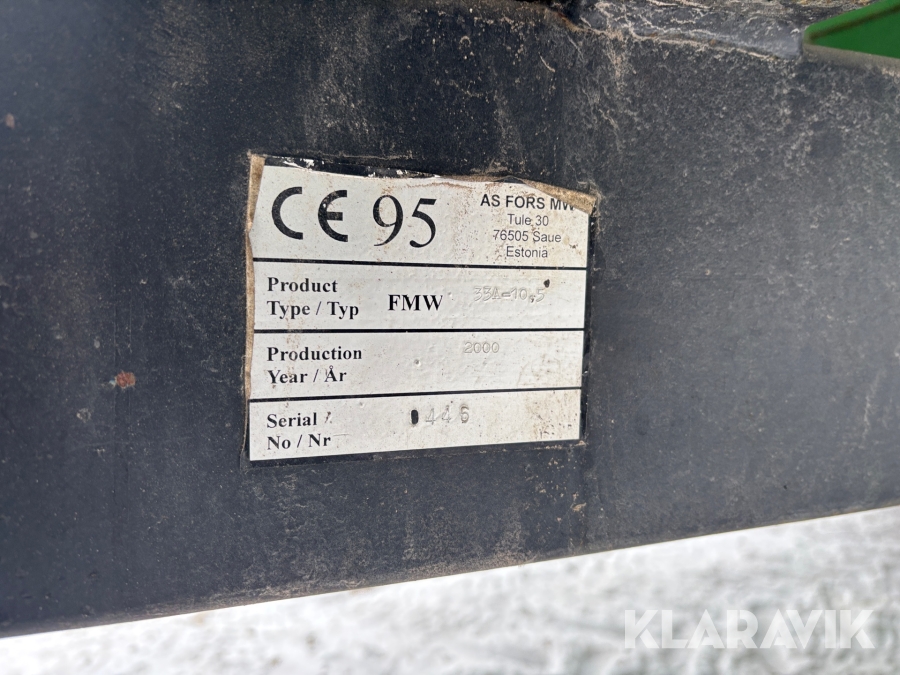 CE 95
AS FORS MW
Tule 30
76505 Saue
Estonia
Product
Type / Typ FMW
Production
Year / År 2000
Serial /
No / Nr 446
KLARAVIK